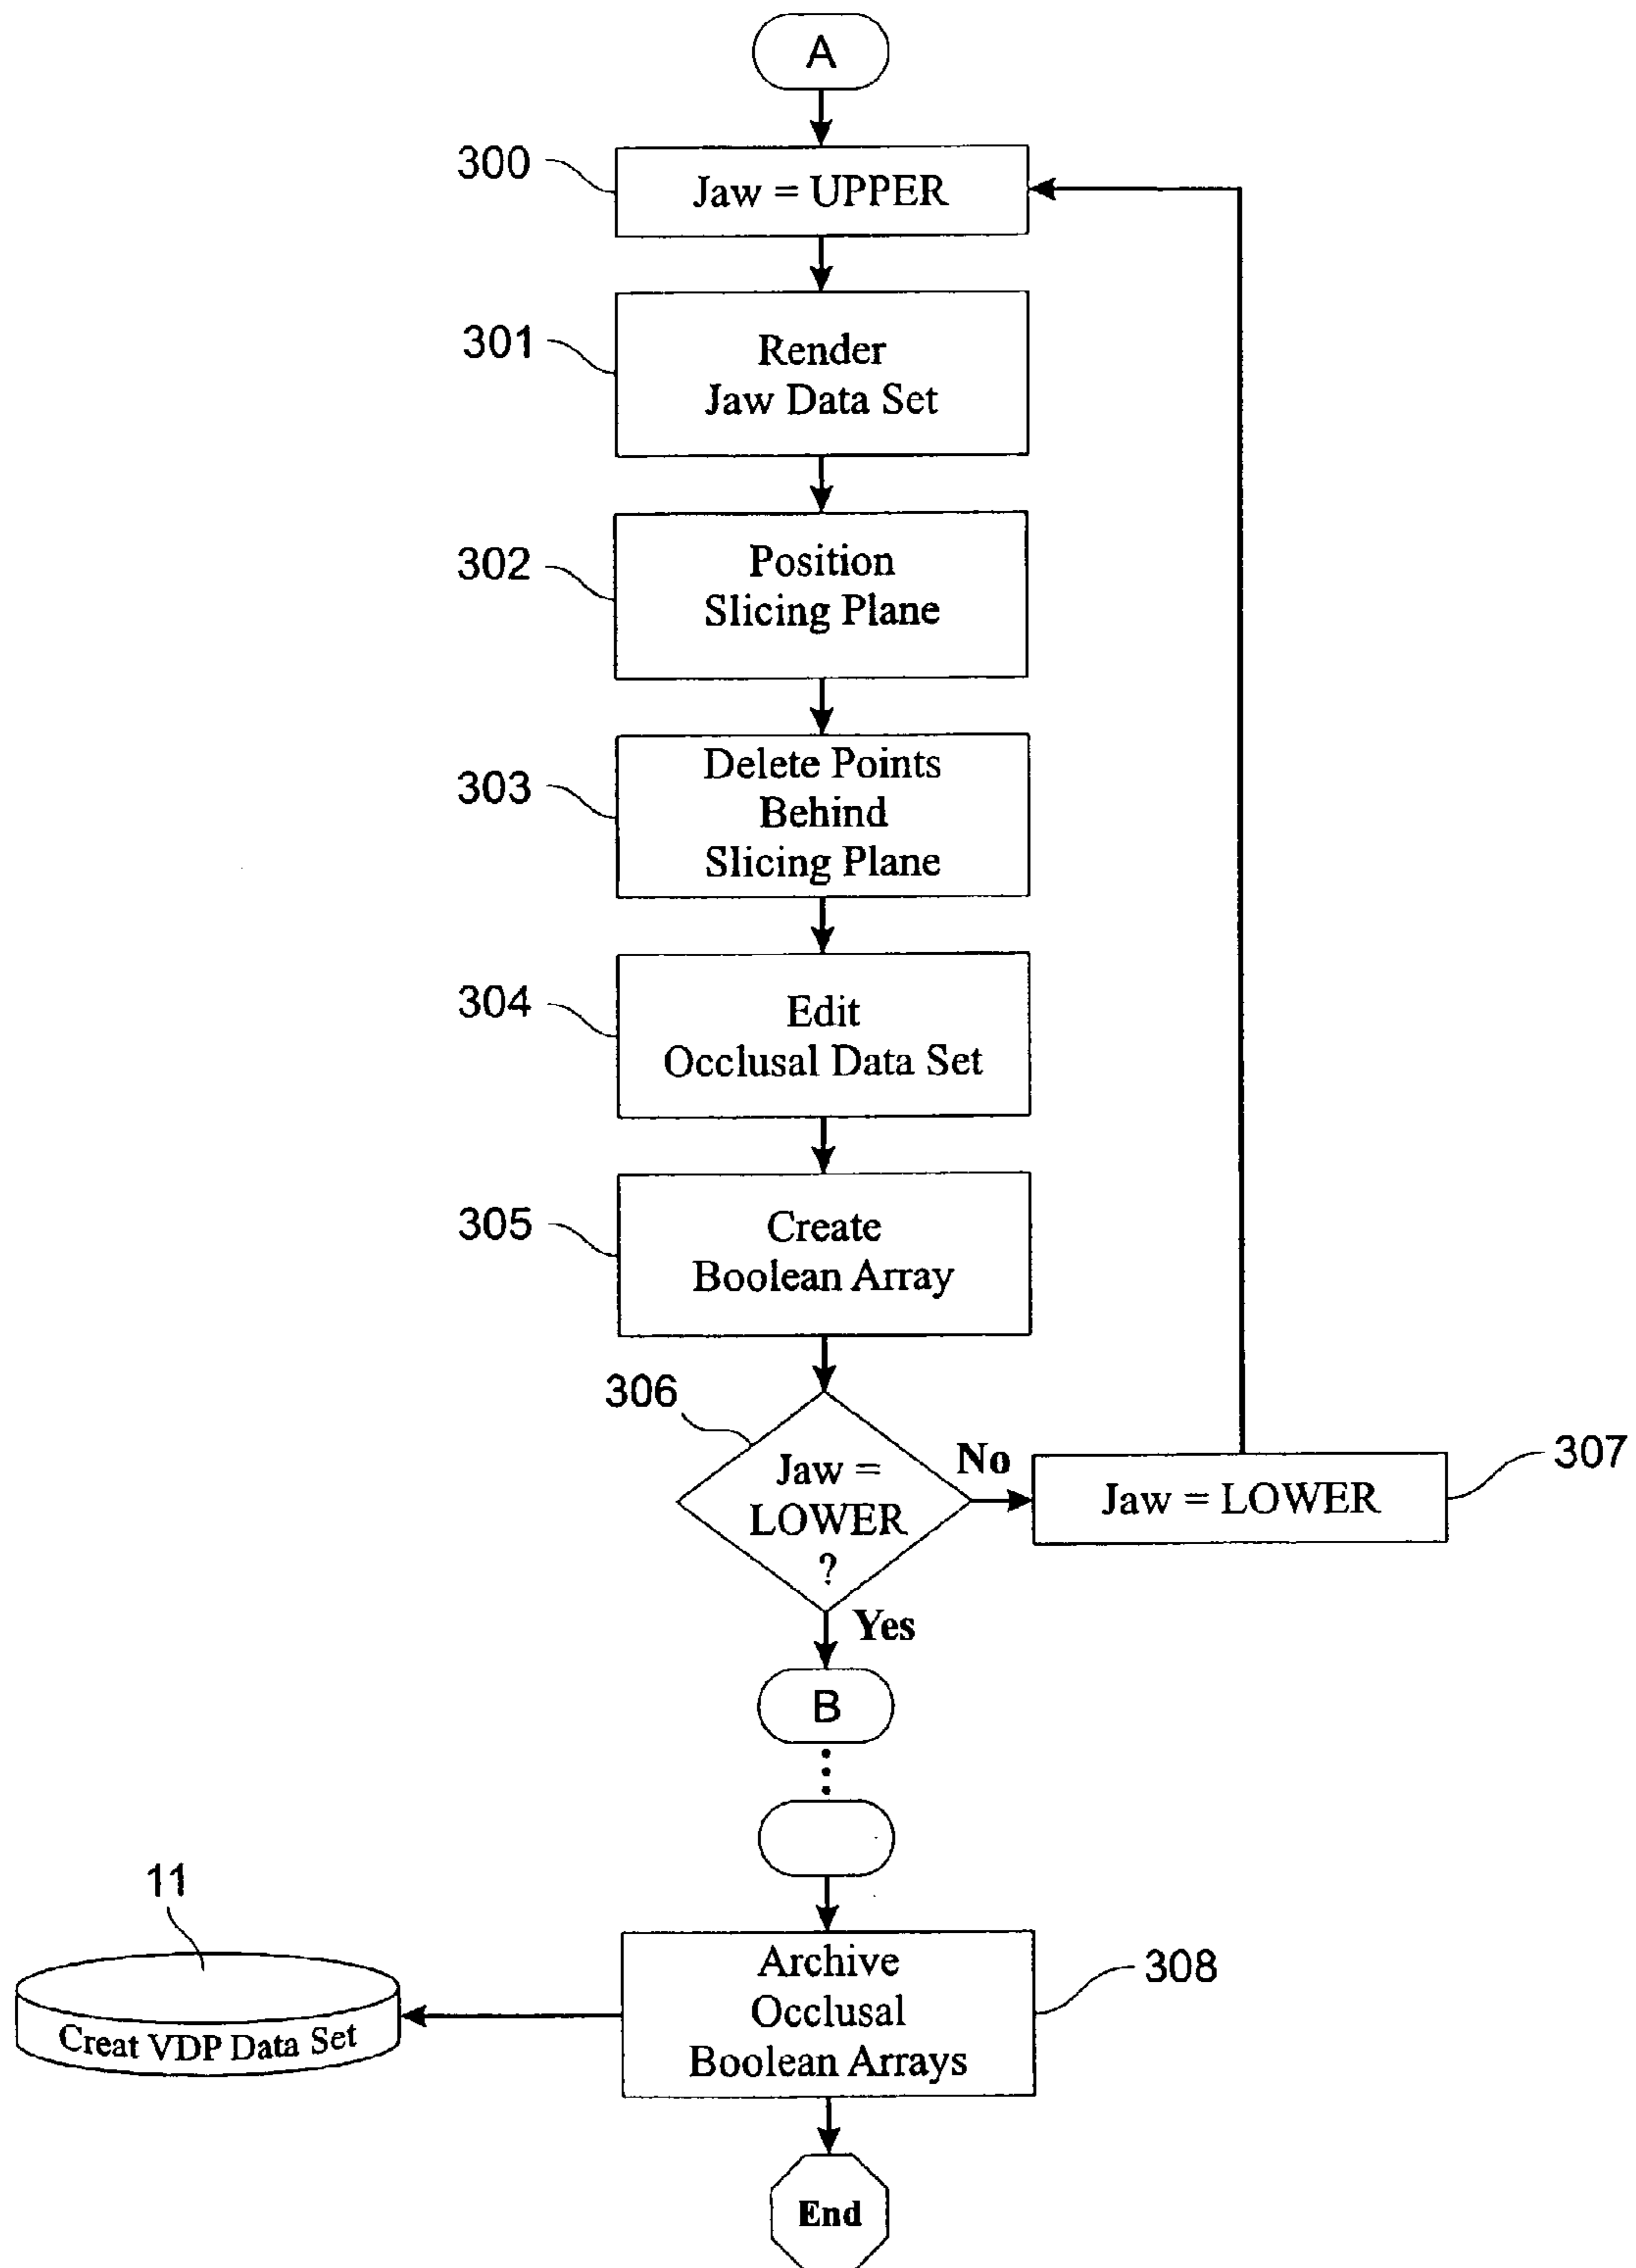 A
300
Jaw = UPPER
301
Render
Jaw Data Set
302
Position
Slicing Plane
303
Delete Points
Behind
Slicing Plane
304
Edit
Occlusal Data Set
305
Create
Boolean Array
306
Jaw =
LOWER
?
No
Jaw = LOWER
307
Yes
B
11
Creat VDP Data Set
Archive
Occlusal
Boolean Arrays
308
End